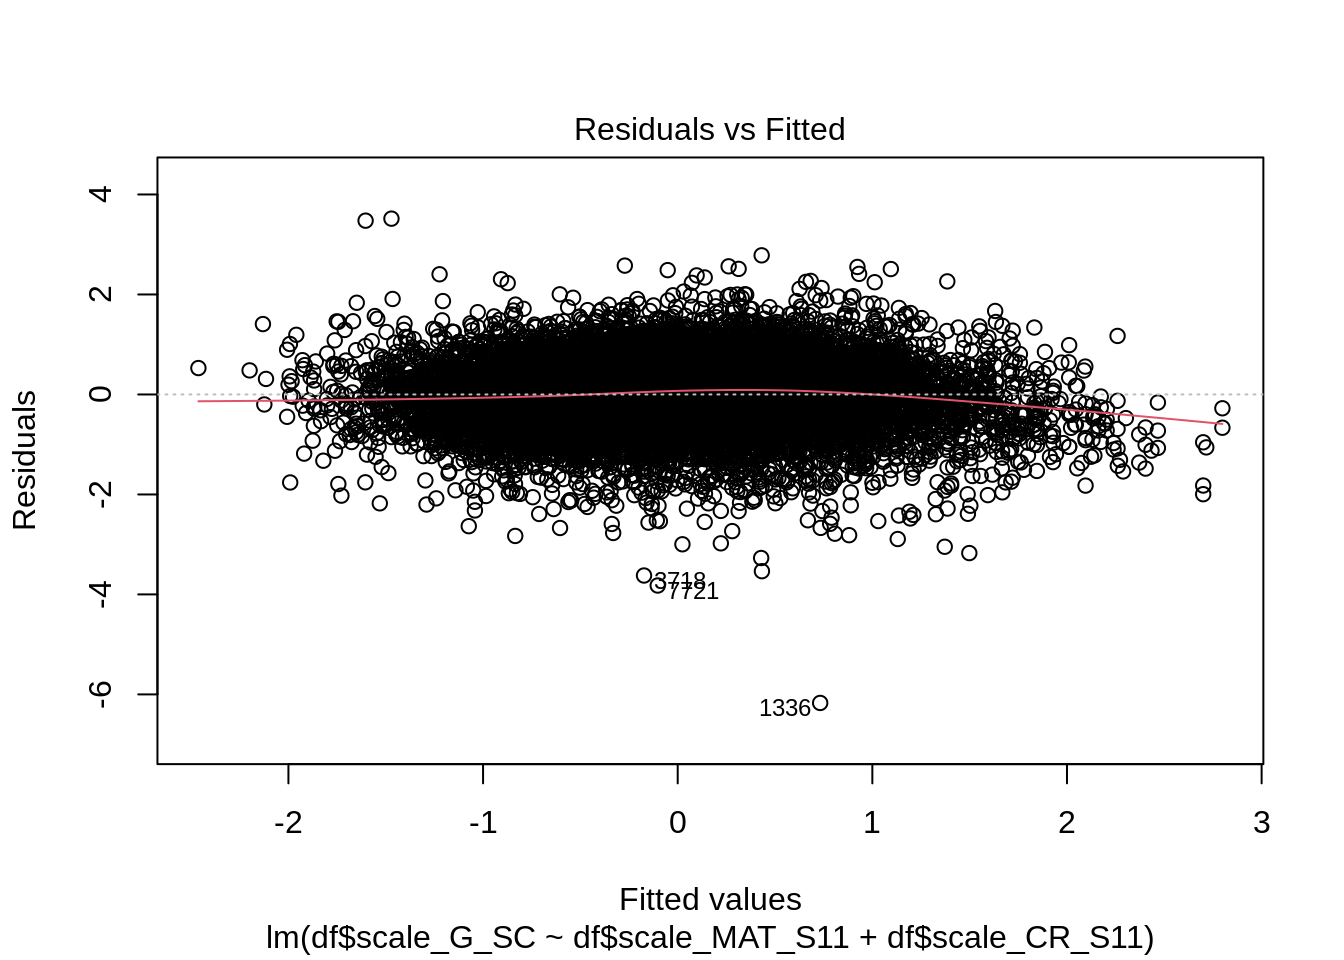 Residuals vs Fitted
4
2
0
-2
-4
-6
Residuals
3718
7721
1336
-2 -1 0 1 2 3
Fitted values
lm(df$scale_G_SC ~ df$scale_MAT_S11 + df$scale_CR_S11)